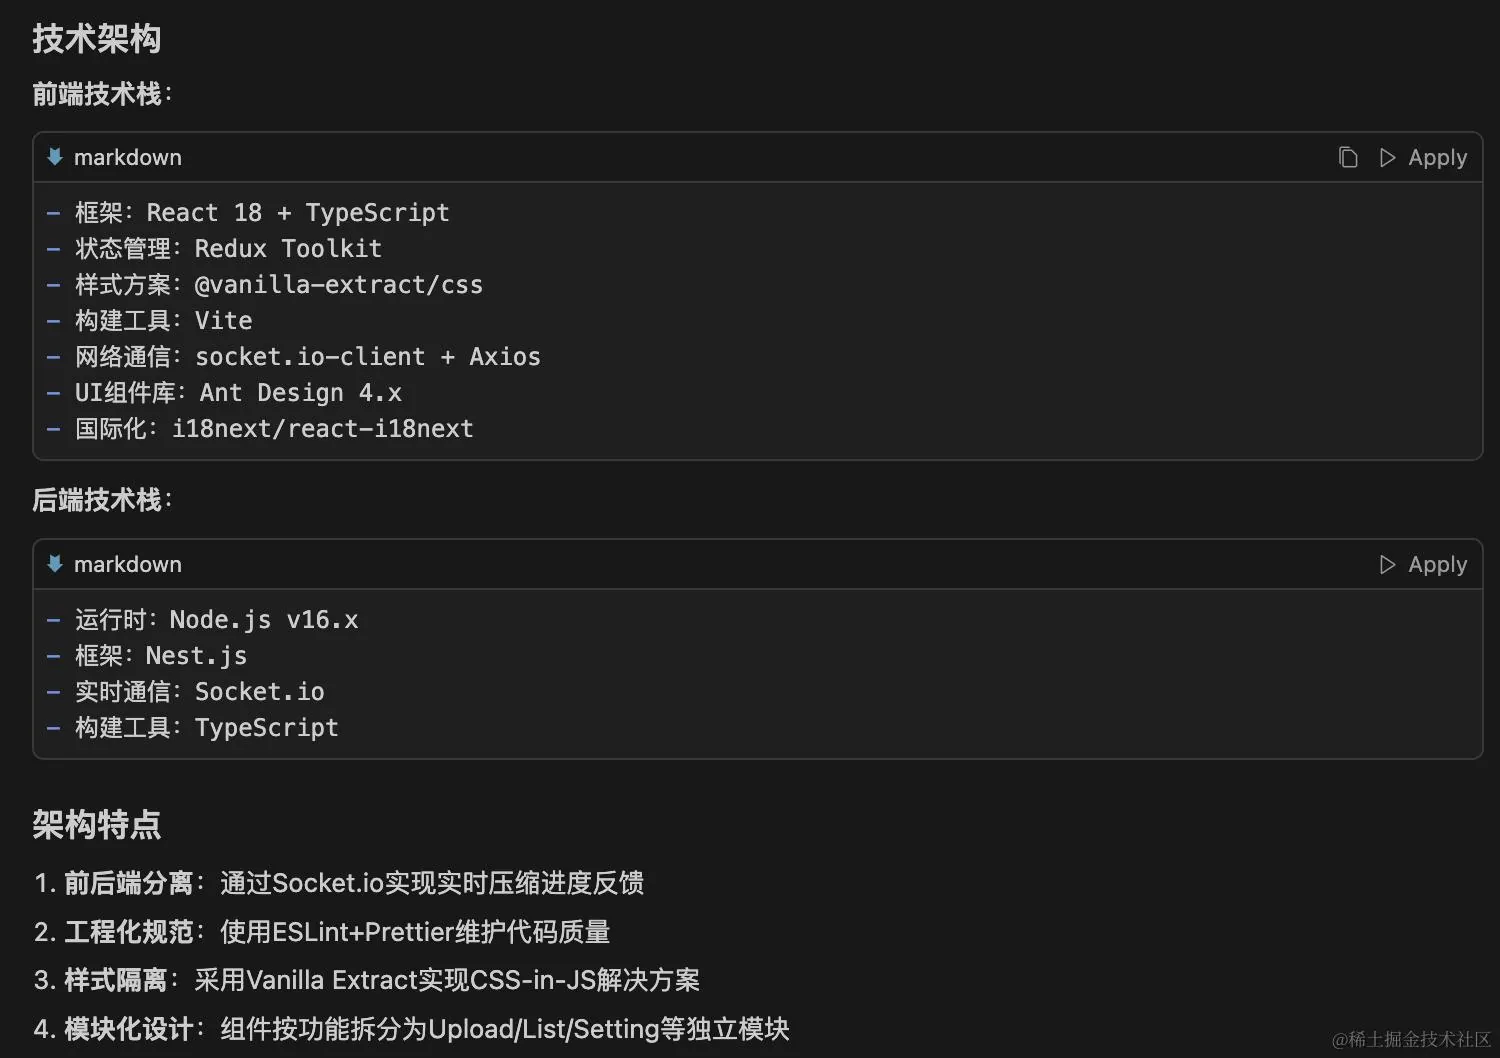 技术架构
前端技术栈：
markdown
Apply
- 框架：React 18 + TypeScript
- 状态管理：Redux Toolkit
- 样式方案：@vanilla-extract/css
- 构建工具：Vite
- 网络通信：socket.io-client + Axios
- UI组件库：Ant Design 4.x
- 国际化：i18next/react-i18next
后端技术栈：
markdown
Apply
- 运行时：Node.js v16.x
- 框架：Nest.js
- 实时通信：Socket.io
- 构建工具：TypeScript
架构特点
1. 前后端分离：通过Socket.io实现实时压缩进度反馈
2. 工程化规范：使用ESLint+Prettier维护代码质量
3. 样式隔离：采用Vanilla Extract实现CSS-in-JS解决方案
4. 模块化设计：组件按功能拆分为Upload/List/Setting等独立模块
@稀土掘金技术社区